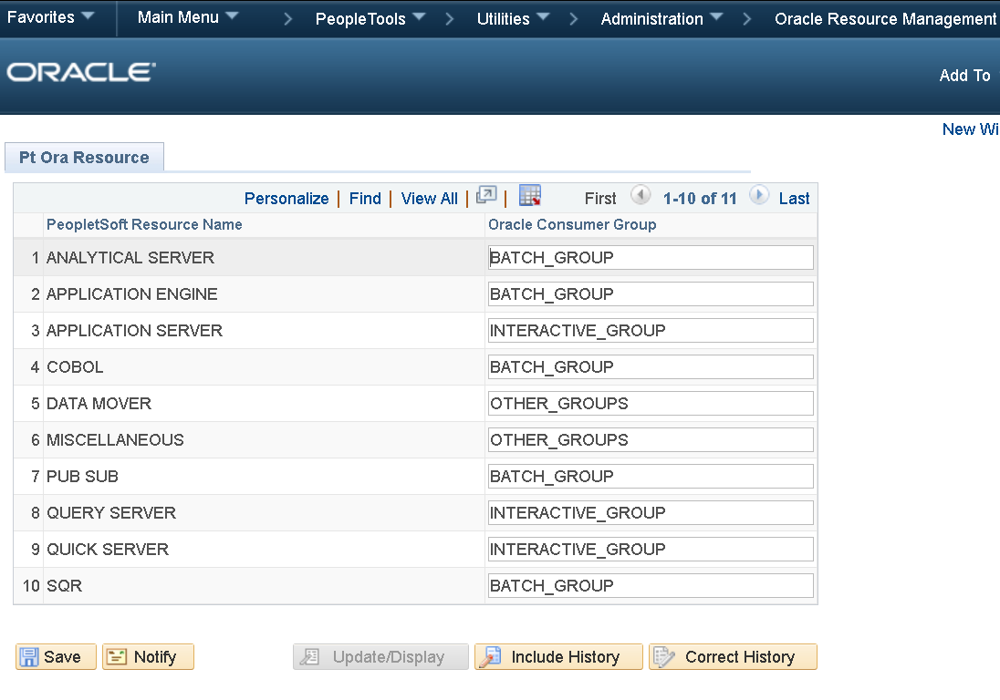 Favorites Main Menu PeopleTools Utilities Administration Oracle Resource Management
ORACLE®
Add To
New Wi
Pt Ora Resource
Personalize | Find | View All | | First 1-10 of 11 Last
PeopletSoft Resource Name Oracle Consumer Group
1 ANALYTICAL SERVER BATCH_GROUP
2 APPLICATION ENGINE BATCH_GROUP
3 APPLICATION SERVER INTERACTIVE_GROUP
4 COBOL BATCH_GROUP
5 DATA MOVER OTHER_GROUPS
6 MISCELLANEOUS OTHER_GROUPS
7 PUB SUB BATCH_GROUP
8 QUERY SERVER INTERACTIVE_GROUP
9 QUICK SERVER INTERACTIVE_GROUP
10 SQR BATCH_GROUP
Save Notify Update/Display Include History Correct History